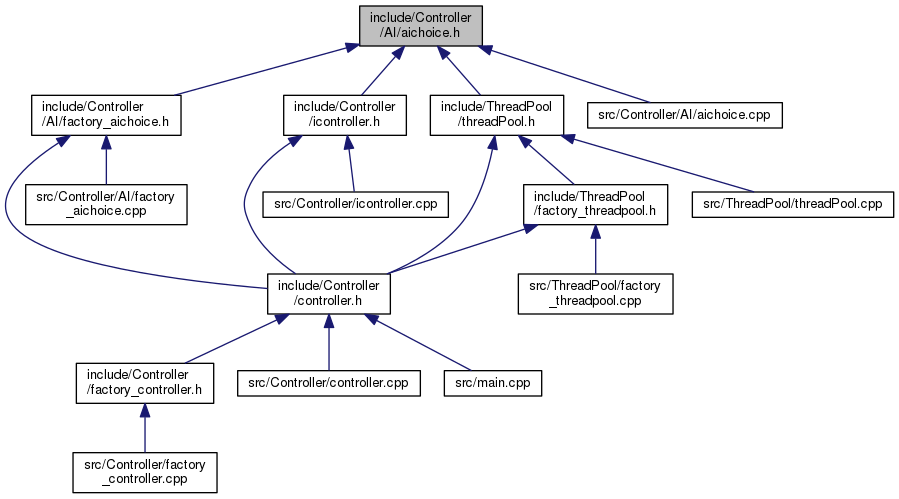 include/Controller
/AI/aichoice.h
include/Controller
/AI/factory_aichoice.h
include/Controller
/icontroller.h
include/ThreadPool
/threadPool.h
src/Controller/AI/aichoice.cpp
src/Controller/AI/factory
_aichoice.cpp
src/Controller/icontroller.cpp
include/ThreadPool
/factory_threadpool.h
src/ThreadPool/threadPool.cpp
include/Controller
/controller.h
src/ThreadPool/factory
_threadpool.cpp
include/Controller
/factory_controller.h
src/Controller/controller.cpp
src/main.cpp
src/Controller/factory
_controller.cpp